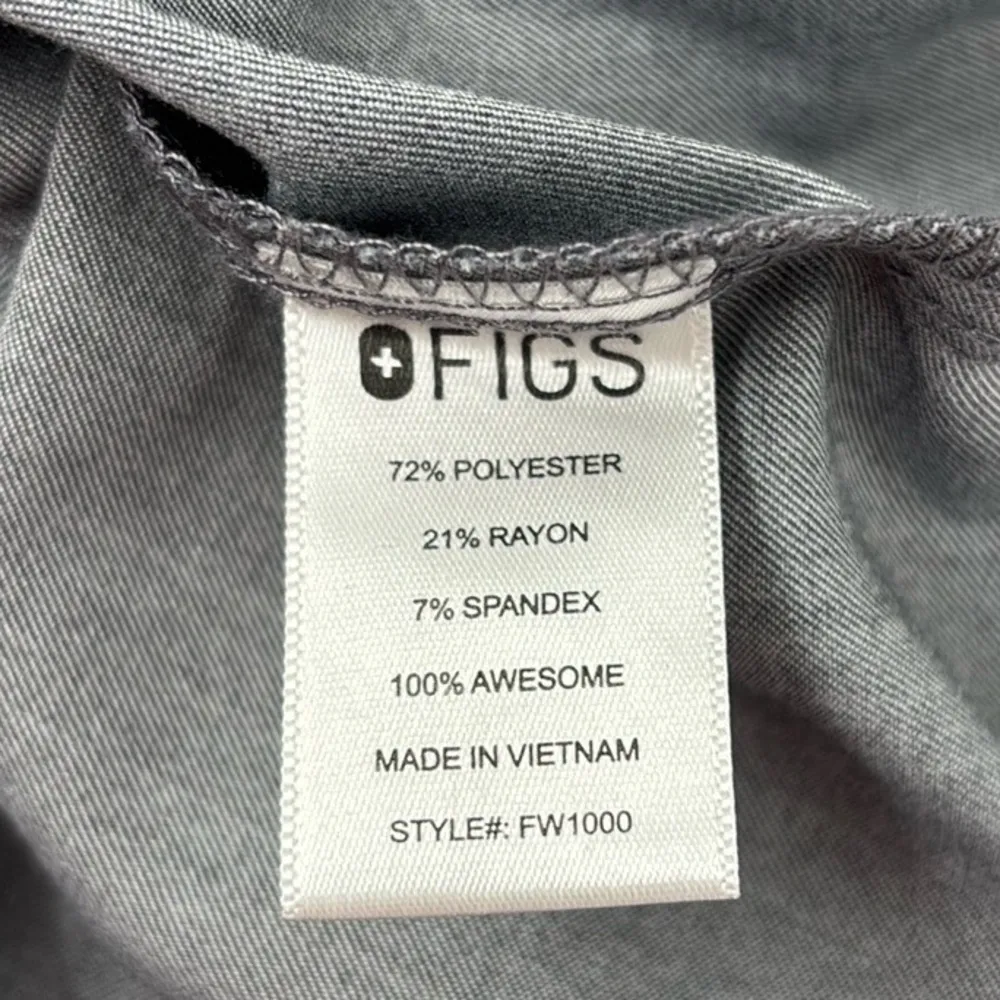 FIGS
72% POLYESTER
21% RAYON
7% SPANDEX
100% AWESOME
MADE IN VIETNAM
STYLE#: FW1000